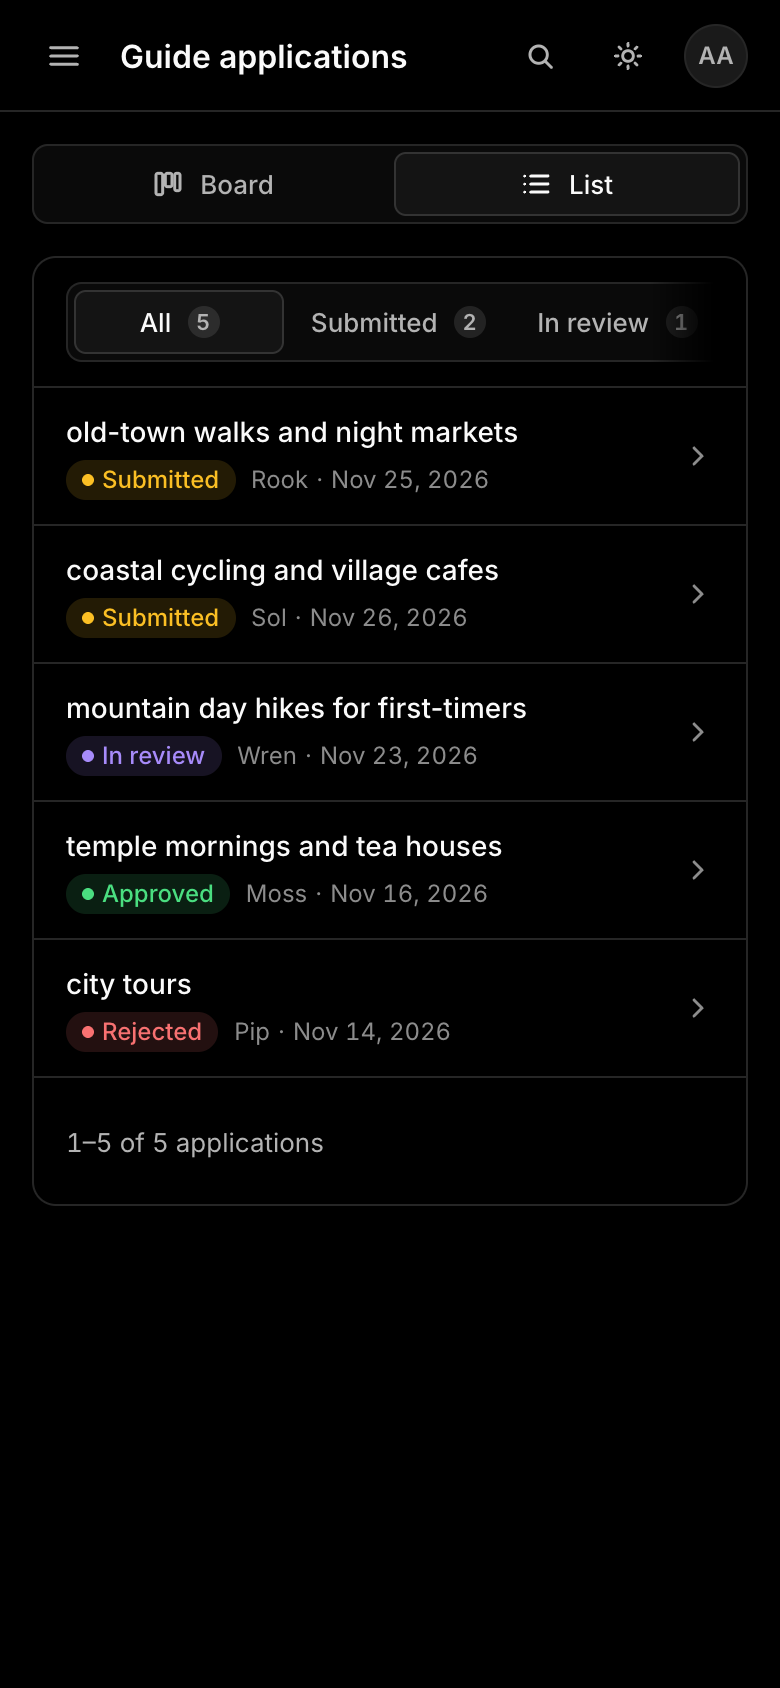 Guide applications
AA
Board
List
All 5
Submitted 2
In review 1
old-town walks and night markets
Submitted Rook · Nov 25, 2026
coastal cycling and village cafes
Submitted Sol · Nov 26, 2026
mountain day hikes for first-timers
In review Wren · Nov 23, 2026
temple mornings and tea houses
Approved Moss · Nov 16, 2026
city tours
Rejected Pip · Nov 14, 2026
1–5 of 5 applications